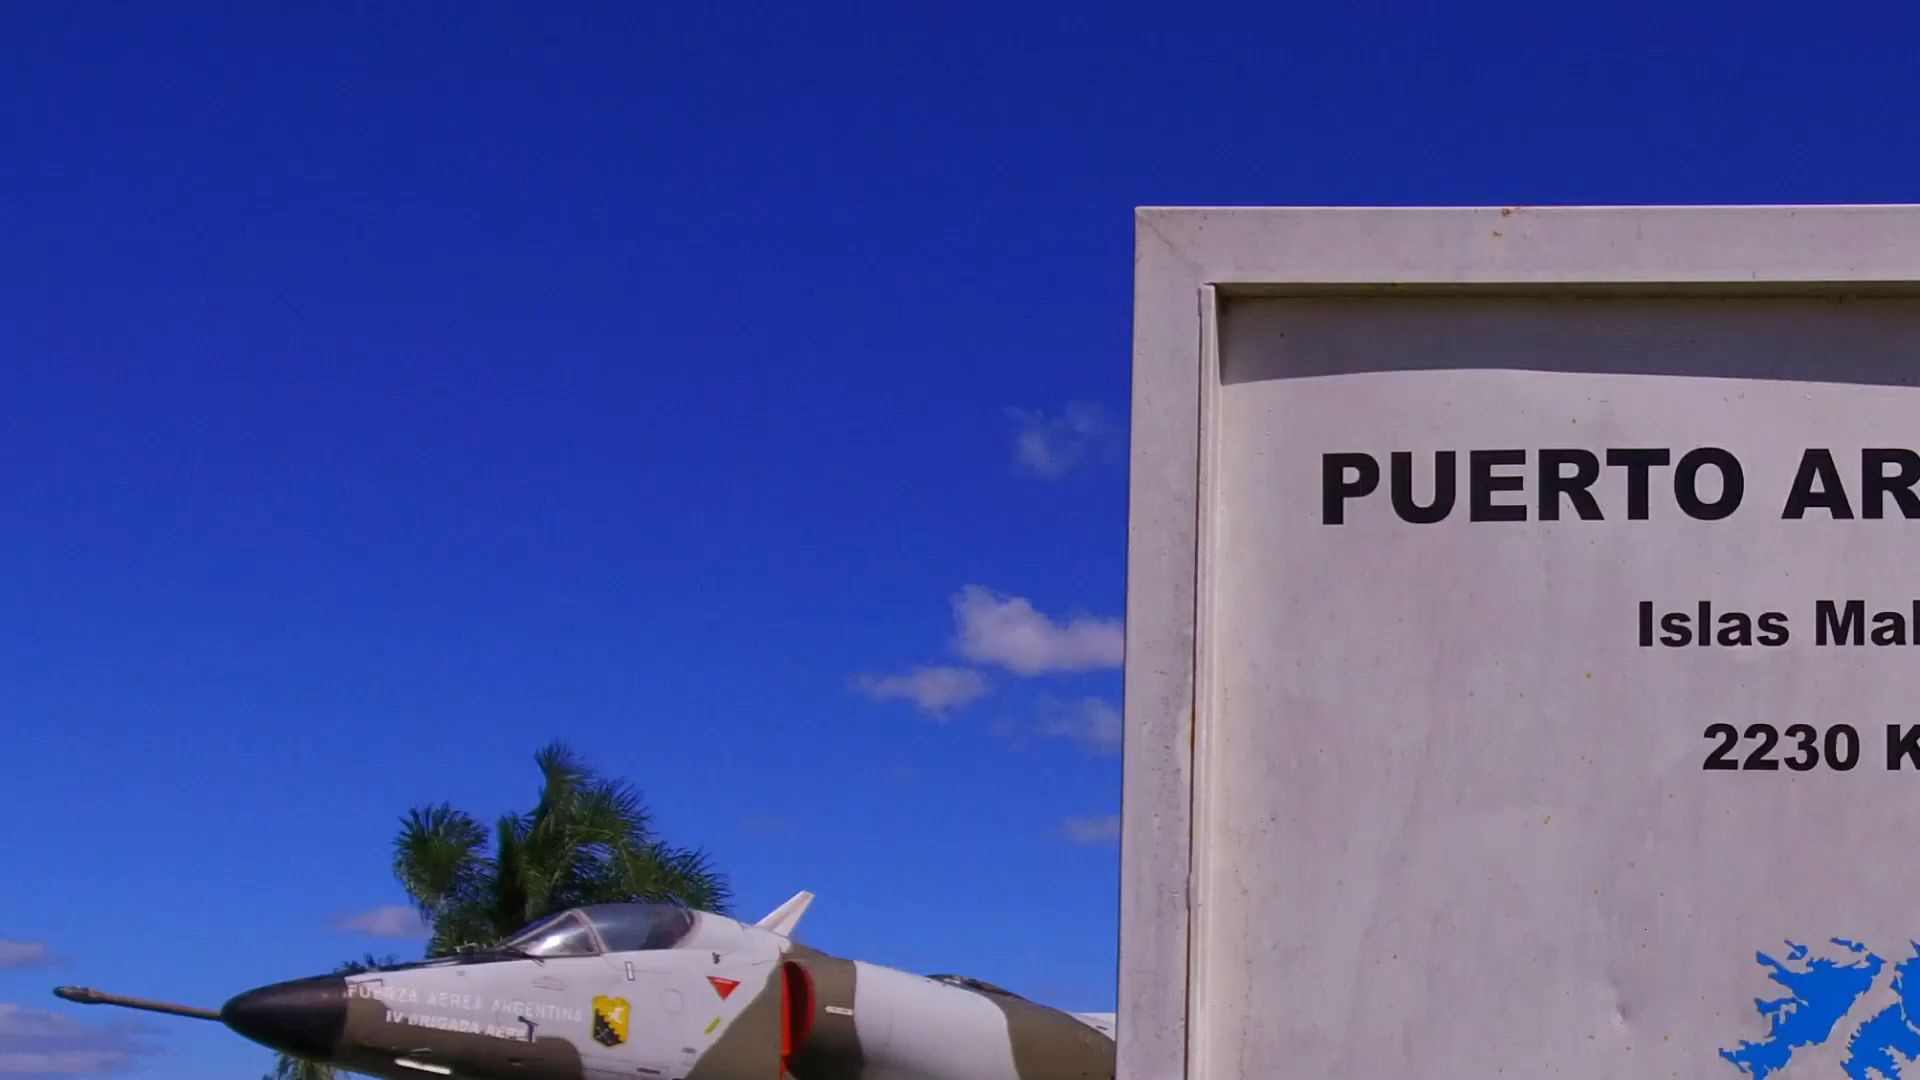 PUERTO AR
Islas Mal
2230 K
FUERZA AEREA ARGENTINA
IV BRIGADA AEREA